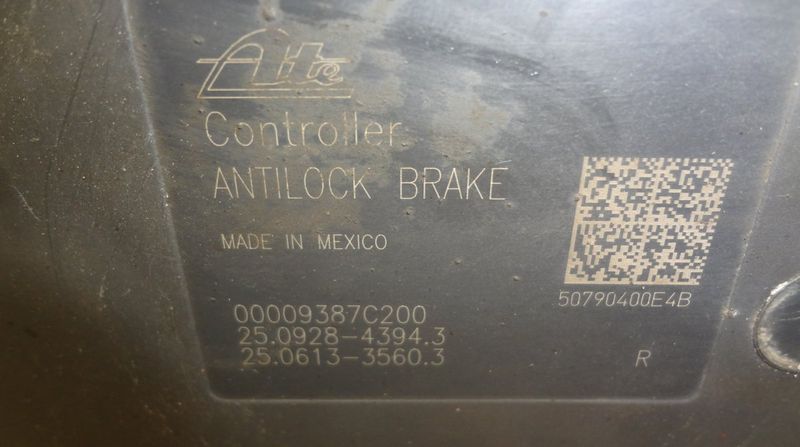 Ate
Controller
ANTILOCK BRAKE
MADE IN MEXICO
50790400E4B
00009387C200
25.0928-4394.3
25.0613-3560.3
R